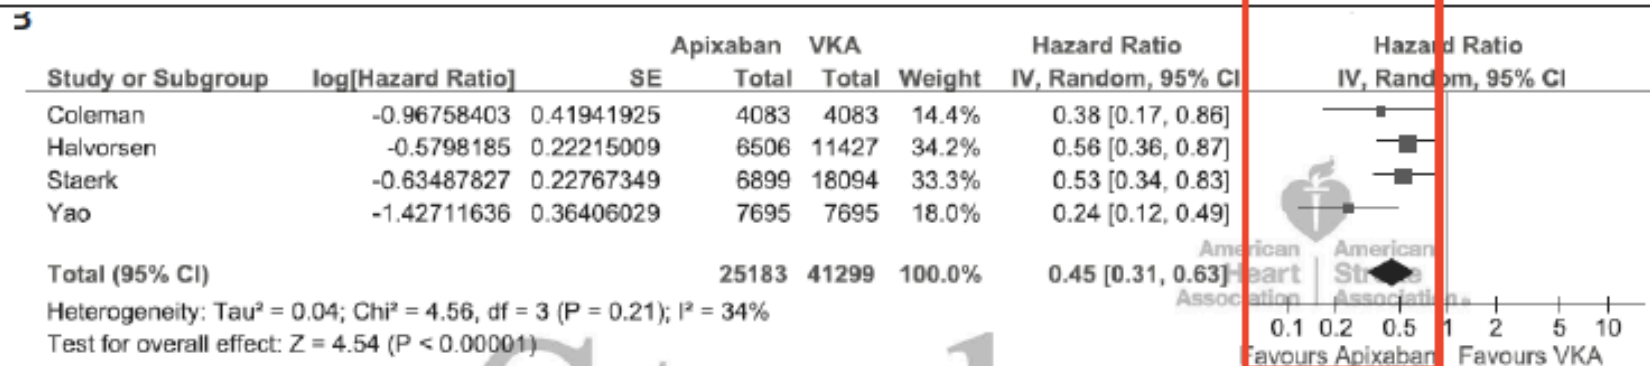 B
Apixaban VKA Hazard Ratio Hazard Ratio
Study or Subgroup log[Hazard Ratio] SE Total Total Weight IV, Random, 95% CI IV, Random, 95% CI
Coleman -0.96758403 0.41941925 4083 4083 14.4% 0.38 [0.17, 0.86]
Halvorsen -0.5798185 0.22215009 6506 11427 34.2% 0.56 [0.36, 0.87]
Staerk -0.63487827 0.22767349 6899 18094 33.3% 0.53 [0.34, 0.83]
Yao -1.42711636 0.36406029 7695 7695 18.0% 0.24 [0.12, 0.49]
American American
Total (95% CI) 25183 41299 100.0% 0.45 [0.31, 0.63] Heart Stroke
Association Association®
Heterogeneity: Tau² = 0.04; Chi² = 4.56, df = 3 (P = 0.21); I² = 34%
0.1 0.2 0.5 1 2 5 10
Test for overall effect: Z = 4.54 (P < 0.00001)
Favours Apixaban Favours VKA